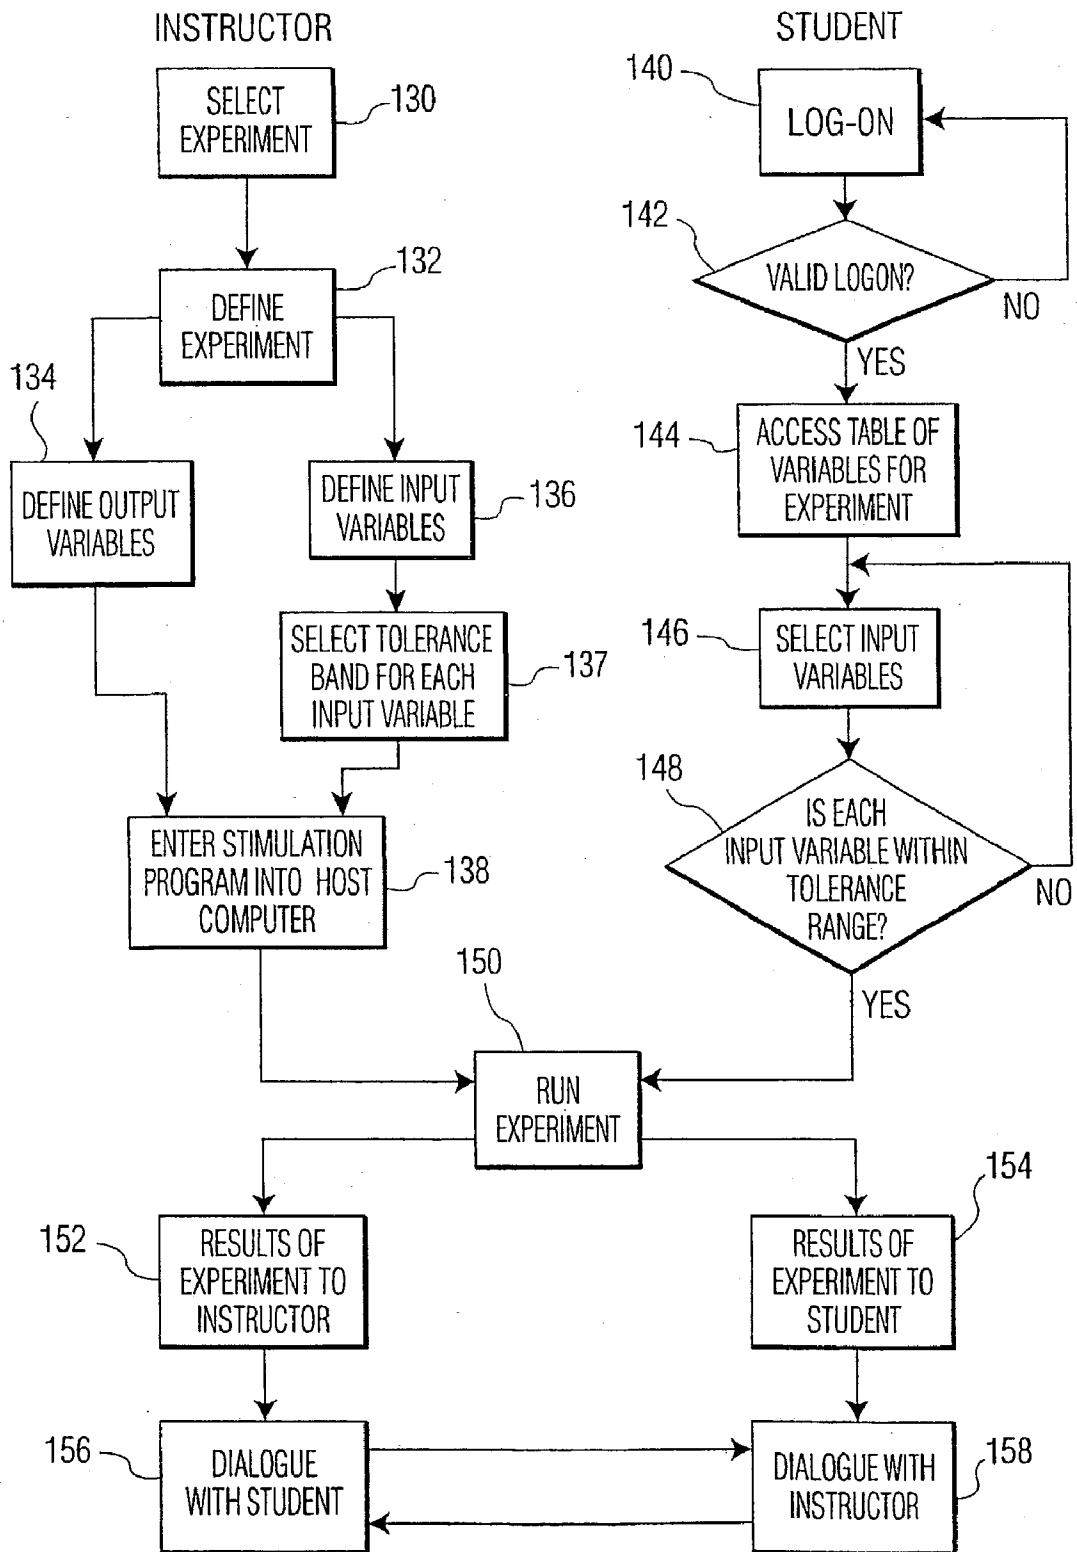 INSTRUCTOR
SELECT
EXPERIMENT
130
DEFINE
EXPERIMENT
132
134
DEFINE OUTPUT
VARIABLES
DEFINE INPUT
VARIABLES
136
SELECT TOLERANCE
BAND FOR EACH
INPUT VARIABLE
137
ENTER STIMULATION
PROGRAM INTO HOST
COMPUTER
138
STUDENT
140
LOG-ON
142
VALID LOGON?
NO
YES
144
ACCESS TABLE OF
VARIABLES FOR
EXPERIMENT
146
SELECT INPUT
VARIABLES
148
IS EACH
INPUT VARIABLE WITHIN
TOLERANCE
RANGE?
NO
YES
150
RUN
EXPERIMENT
152
RESULTS OF
EXPERIMENT TO
INSTRUCTOR
154
RESULTS OF
EXPERIMENT TO
STUDENT
156
DIALOGUE
WITH STUDENT
DIALOGUE WITH
INSTRUCTOR
158